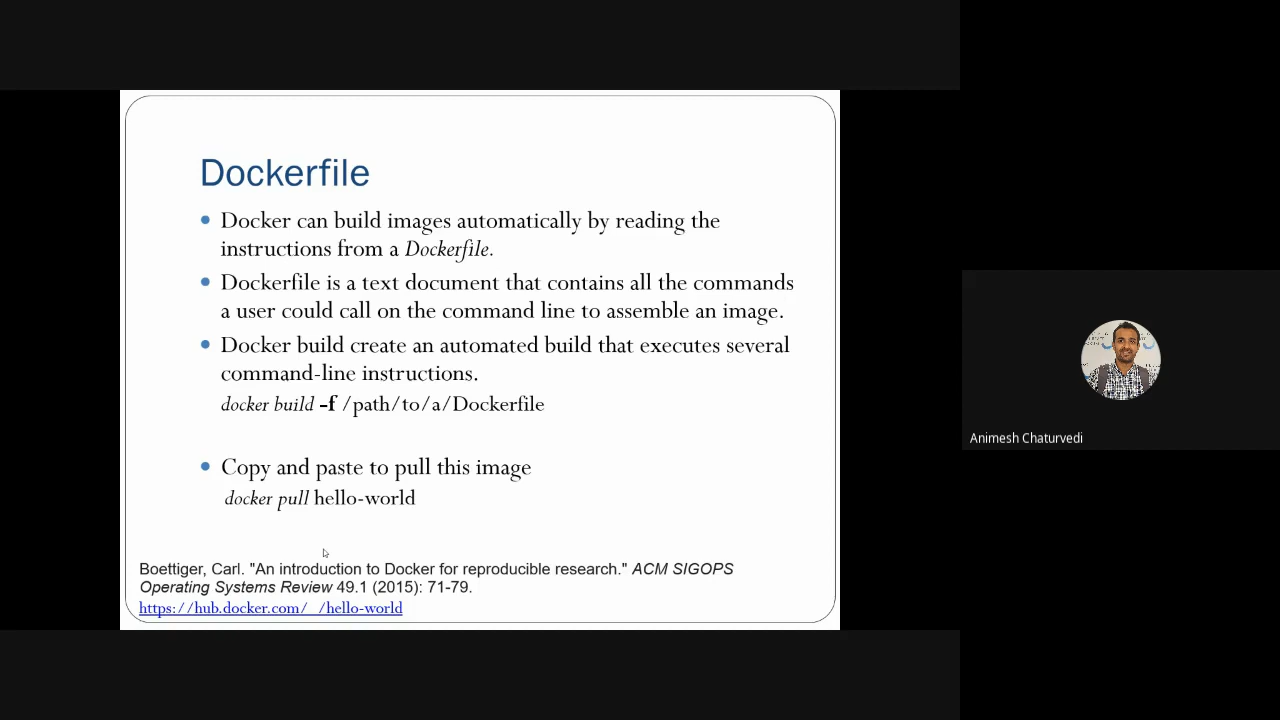 Dockerfile
• Docker can build images automatically by reading the
instructions from a Dockerfile.
• Dockerfile is a text document that contains all the commands
a user could call on the command line to assemble an image.
• Docker build create an automated build that executes several
command-line instructions.
docker build -f /path/to/a/Dockerfile
• Copy and paste to pull this image
docker pull hello-world
Boettiger, Carl. "An introduction to Docker for reproducible research." ACM SIGOPS
Operating Systems Review 49.1 (2015): 71-79.
https://hub.docker.com/_/hello-world
Animesh Chaturvedi